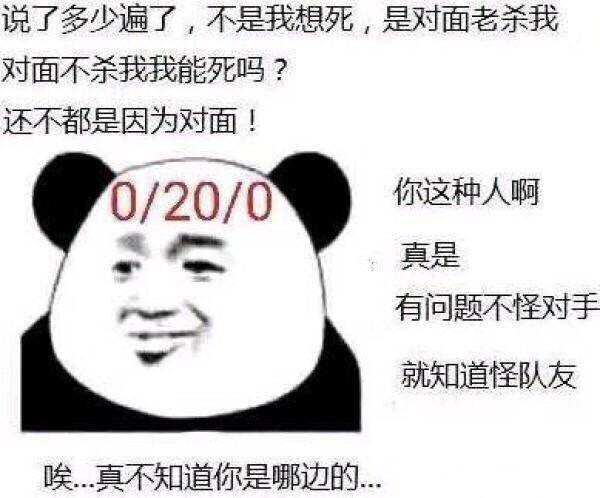 说了多少遍了，不是我想死，是对面老杀我
对面不杀我我能死吗？
还不都是因为对面！
0/20/0
你这种人啊
真是
有问题不怪对手
就知道怪队友
唉...真不知道你是哪边的...